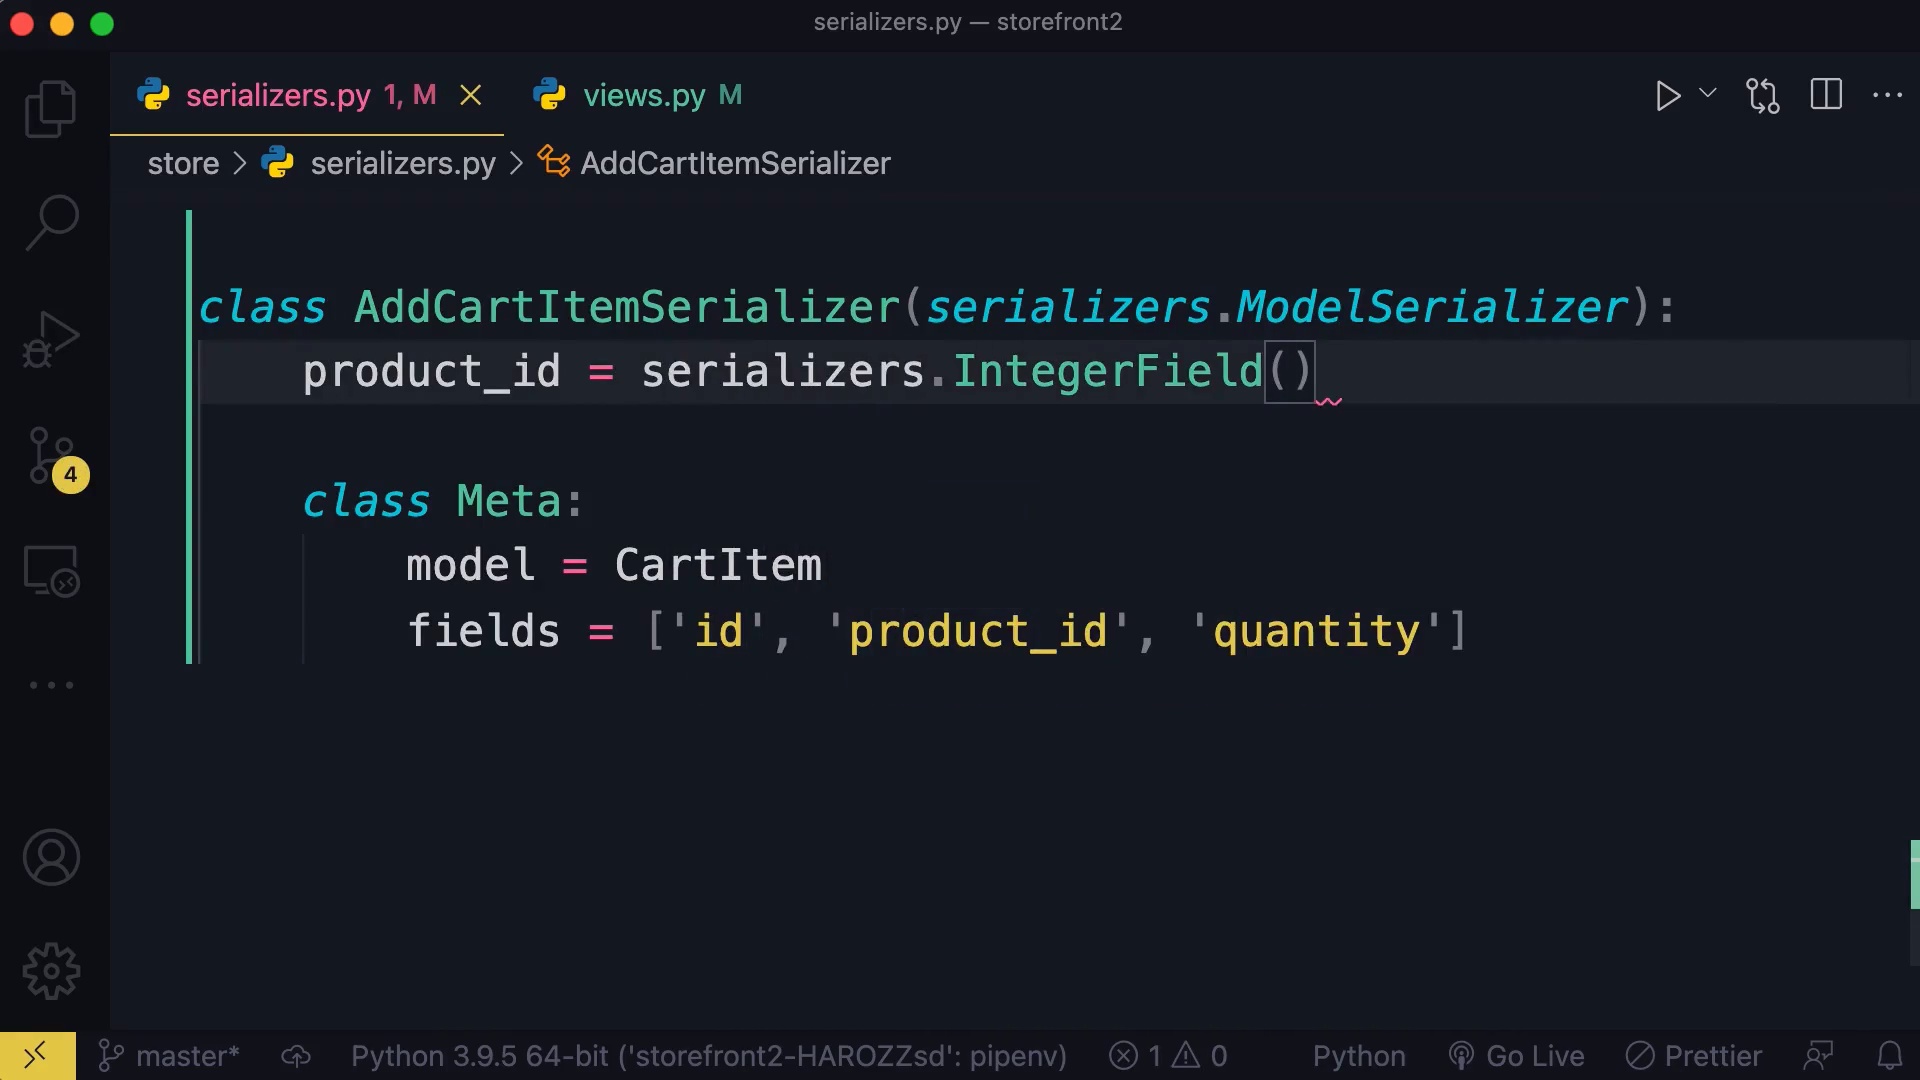 serializers.py — storefront2
serializers.py 1, M
views.py M
store > serializers.py > AddCartItemSerializer
class AddCartItemSerializer(serializers.ModelSerializer):
product_id = serializers.IntegerField()
class Meta:
model = CartItem
fields = ['id', 'product_id', 'quantity']
4
master* Python 3.9.5 64-bit ('storefront2-HAROZZsd': pipenv) 1 0 Python Go Live Prettier